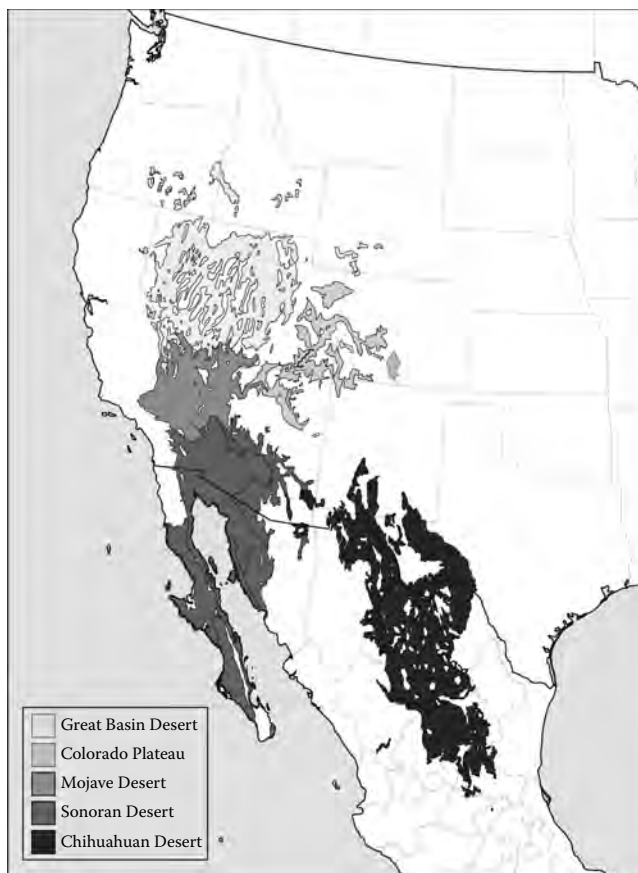 Great Basin Desert
Colorado Plateau
Mojave Desert
Sonoran Desert
Chihuahuan Desert